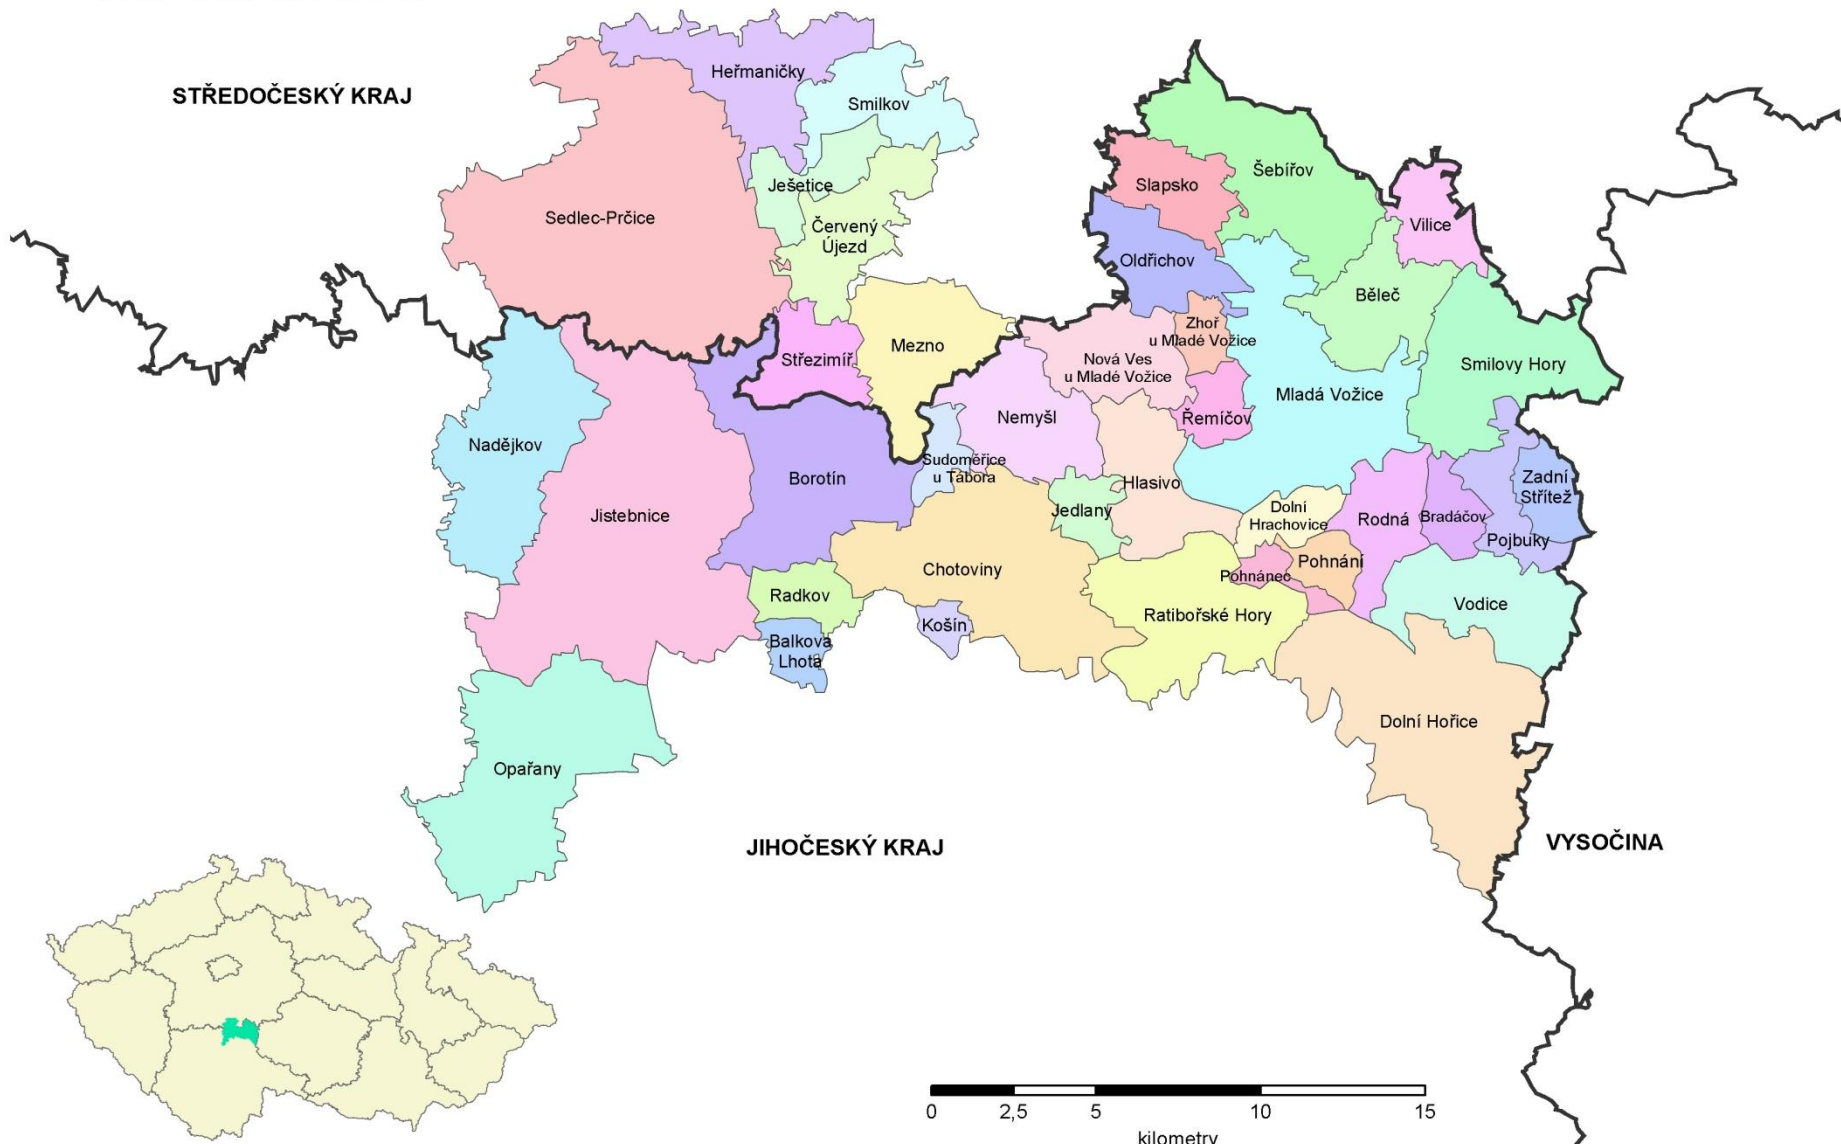 Heřmaničky
STŘEDOČESKÝ KRAJ
Smilkov
Šebířov
Ješetice
Slapsko
Sedlec-Prčice
Vilice
Červený
Újezd
Oldřichov
Běleč
Zhoř
u Mladé Vožice
Mezno
Střezimíř
Nová Ves
u Mladé Vožice
Smilovy Hory
Mladá Vožice
Nemyšl
Řemíčov
Nadějkov
Sudoměřice
u Tábora
Borotín
Zadní
Střítež
Hlasivo
Jistebnice
Jedlany
Dolní
Hrachovice
Rodná
Bradáčov
Pojbuky
Chotoviny
Pohnání
Pohnánec
Radkov
Vodice
Ratibořské Hory
Košín
Balkova
Lhota
Dolní Hořice
Opařany
JIHOČESKÝ KRAJ
VYSOČINA
0 2,5 5 10 15
kilometry